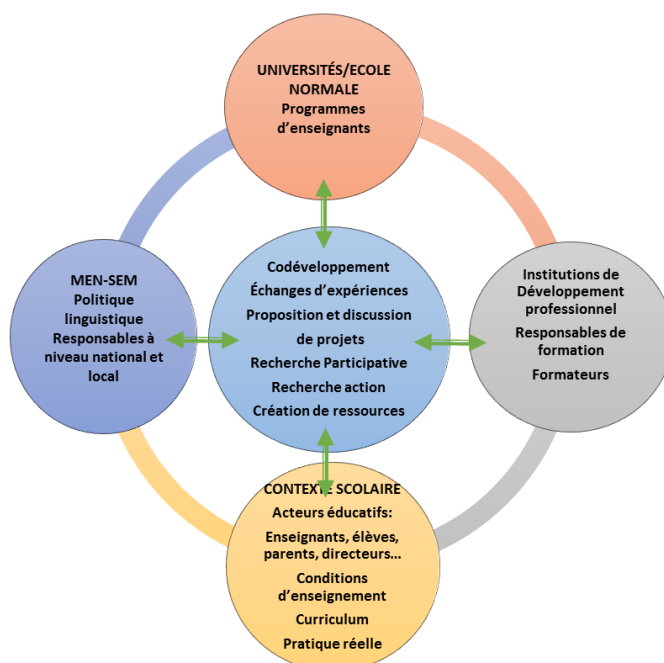 UNIVERSITÉS/ECOLE
NORMALE
Programmes
d’enseignants
MEN-SEM
Politique
linguistique
Responsables à
niveau national et
local
Codéveloppement
Échanges d’expériences
Proposition et discussion
de projets
Recherche Participative
Recherche action
Création de ressources
Institutions de
Dévéloppement
professionnel
Responsables de
formation
Formateurs
CONTEXTE SCOLAIRE
Acteurs éducatifs:
Enseignants, élèves,
parents, directeurs…
Conditions
d’enseignement
Curriculum
Pratique réelle